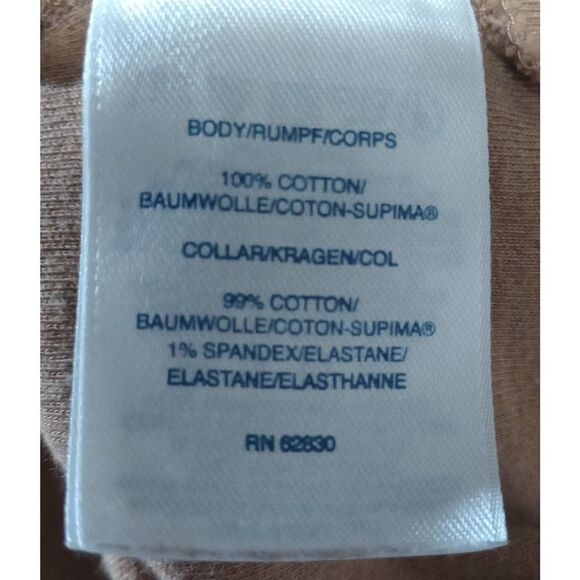 BODY/RUMPF/CORPS
100% COTTON/
BAUMWOLLE/COTON-SUPIMA®
COLLAR/KRAGEN/COL
99% COTTON/
BAUMWOLLE/COTON-SUPIMA®
1% SPANDEX/ELASTANE/
ELASTANE/ELASTHANNE
RN 62830